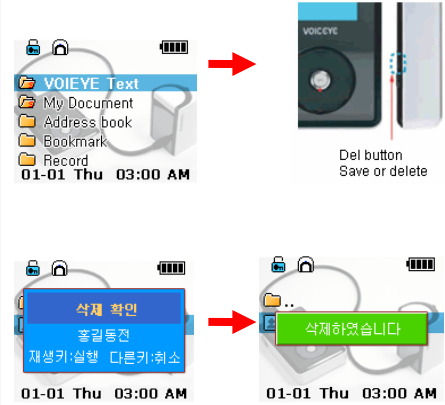 VOIEYE Text
My Document
Address book
Bookmark
Record
01-01 Thu 03:00 AM
VOICEYE
Del button
Save or delete
삭제 확인
홍길동전
재생키:실행 다른키:취소
01-01 Thu 03:00 AM
..
삭제하였습니다
01-01 Thu 03:00 AM